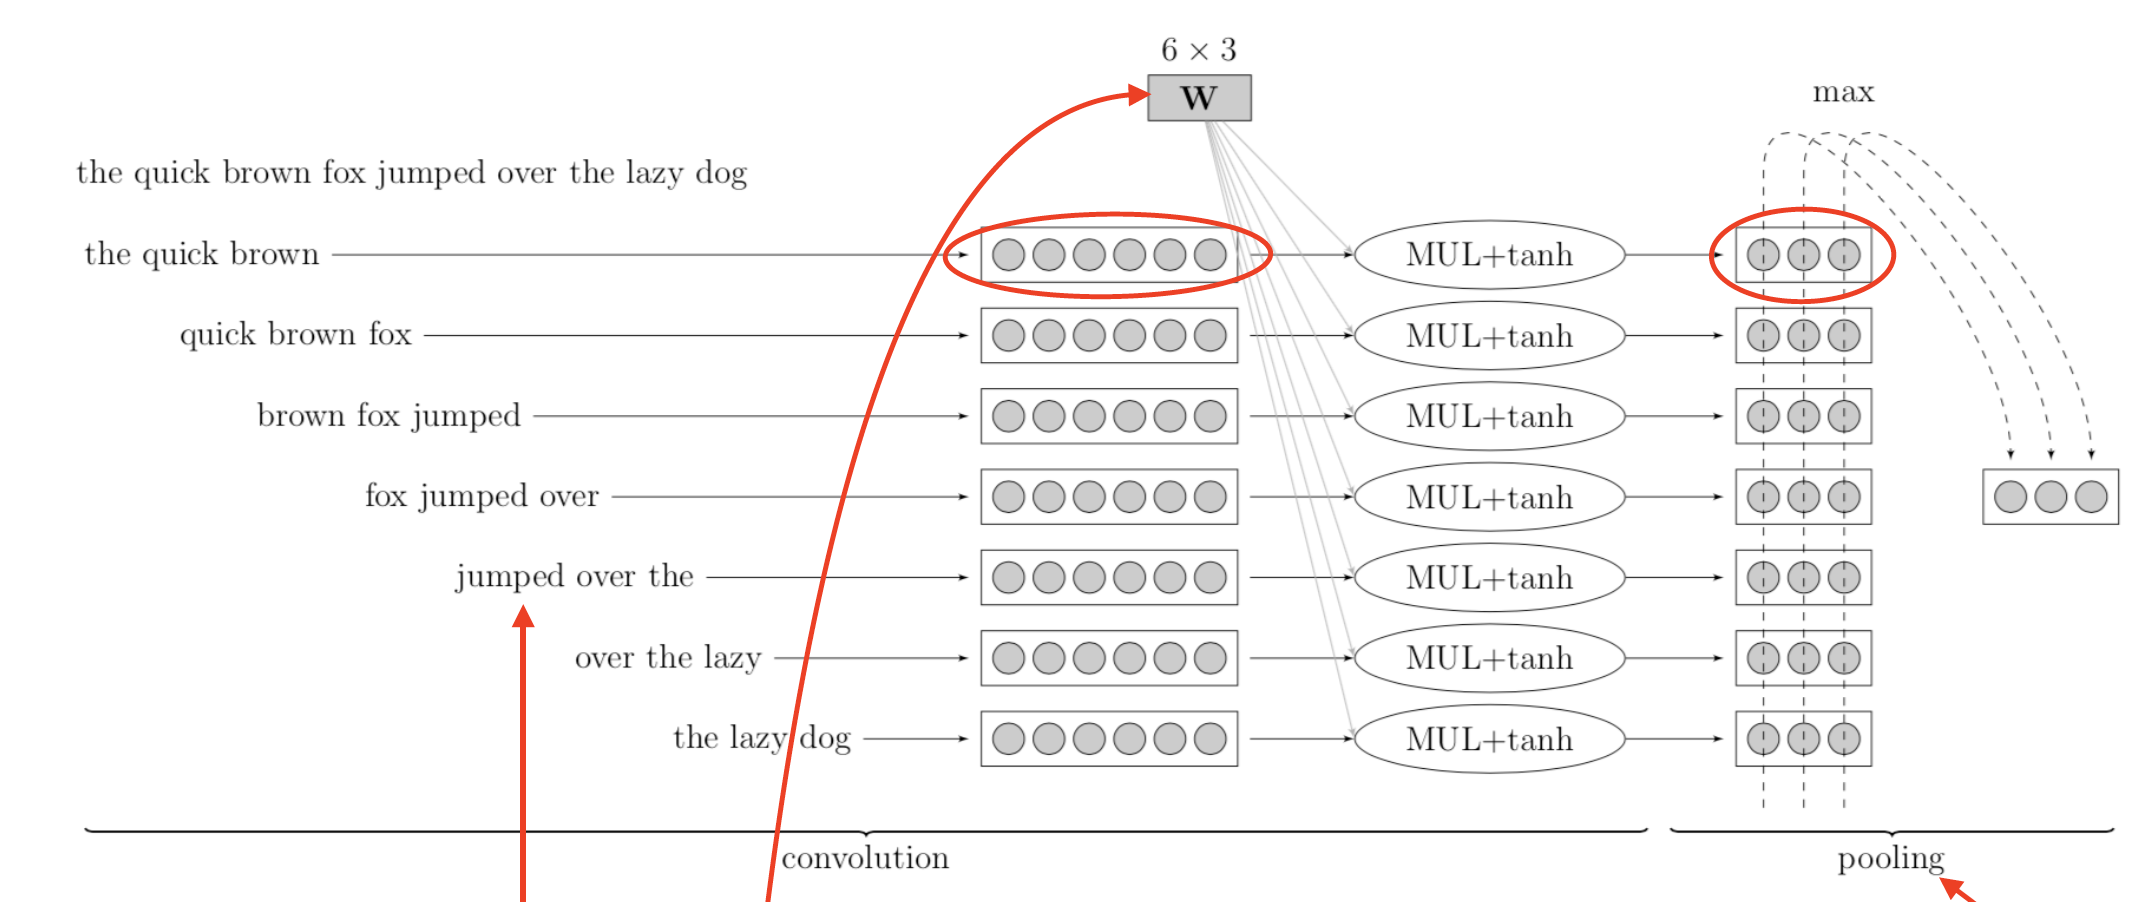 6 × 3
W
max
the quick brown fox jumped over the lazy dog
the quick brown
MUL+tanh
quick brown fox
MUL+tanh
brown fox jumped
MUL+tanh
fox jumped over
MUL+tanh
jumped over the
MUL+tanh
over the lazy
MUL+tanh
the lazy dog
MUL+tanh
convolution
pooling